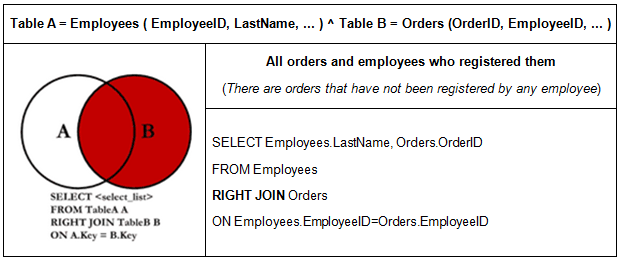 Table A = Employees ( EmployeeID, LastName, ... ) ^ Table B = Orders (OrderID, EmployeeID, ... )
A
B
SELECT <select_list>
FROM TableA A
RIGHT JOIN TableB B
ON A.Key = B.Key
All orders and employees who registered them
(There are orders that have not been registered by any employee)
SELECT Employees.LastName, Orders.OrderID
FROM Employees
RIGHT JOIN Orders
ON Employees.EmployeeID=Orders.EmployeeID